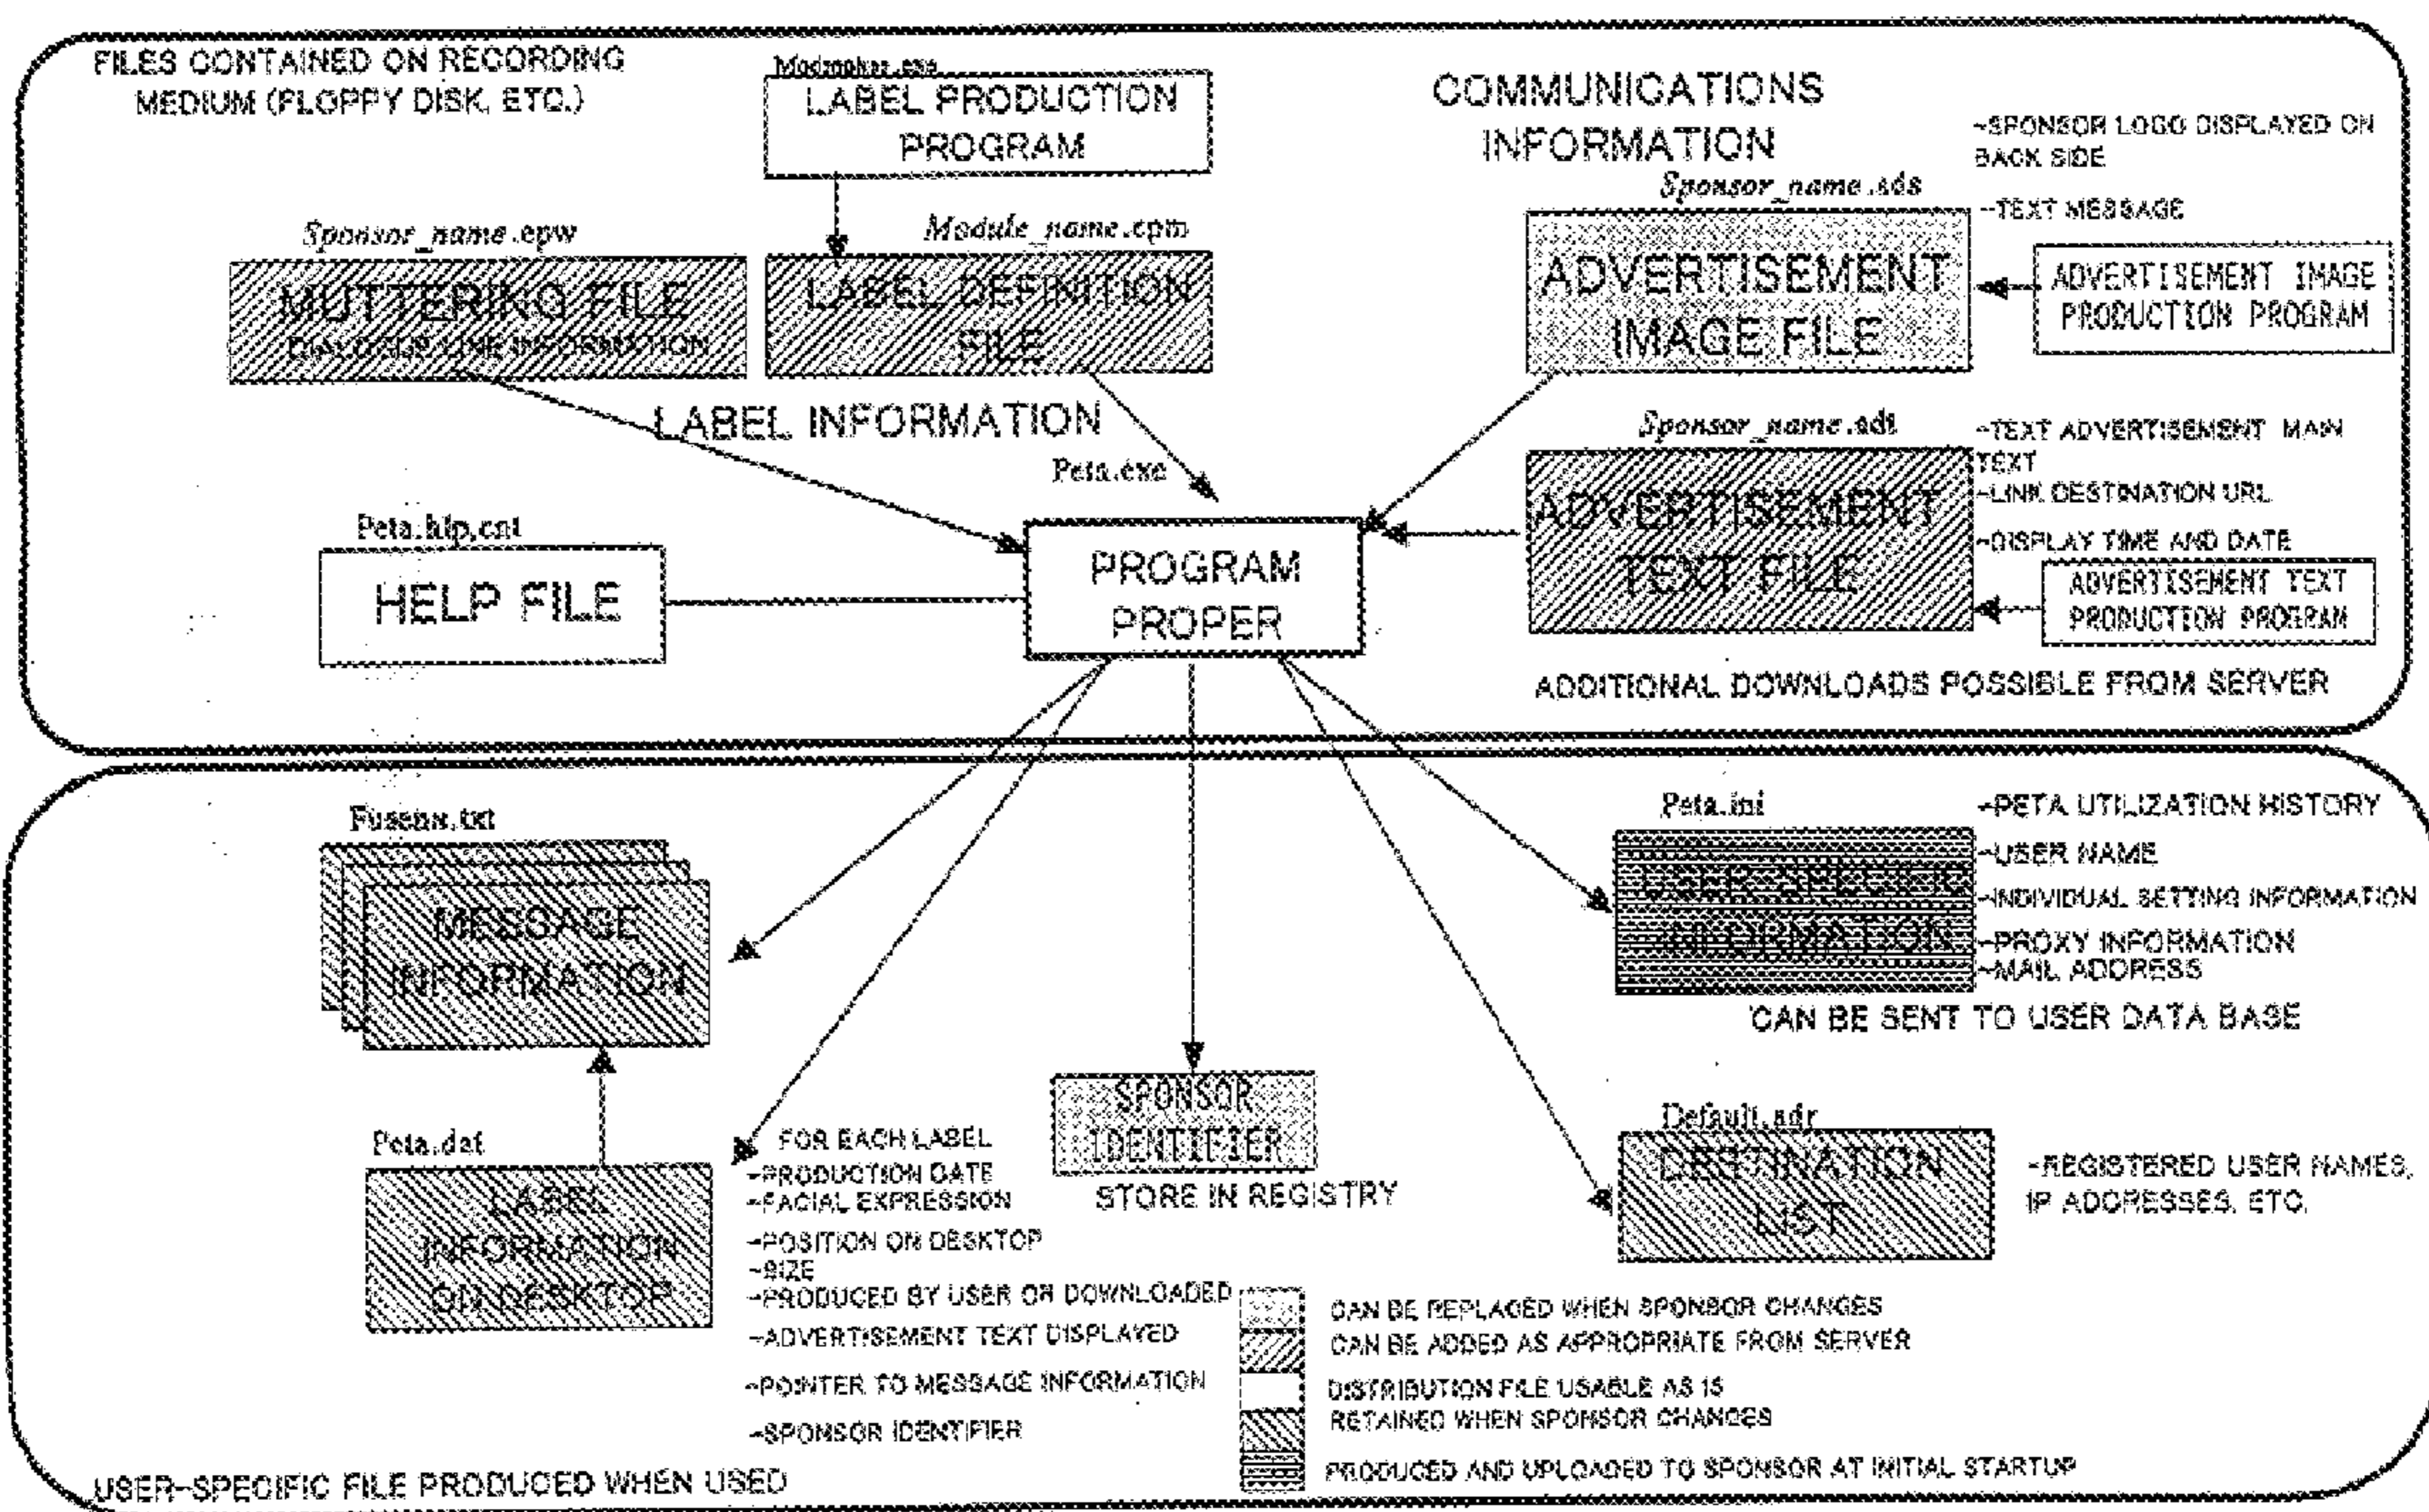 FILES CONTAINED ON RECORDING
MEDIUM (FLOPPY DISK, ETC.)
LABEL PRODUCTION
PROGRAM
COMMUNICATIONS
INFORMATION
~SPONSOR LOGO DISPLAYED ON
BACK SIDE
~TEXT MESSAGE
Sponsor_name.sds
ADVERTISEMENT
IMAGE FILE
ADVERTISEMENT IMAGE
PRODUCTION PROGRAM
Sponsor_name.epw
MUTTERING FILE
DIALOGUE LINE INFORMATION
Module_name.cpm
LABEL DEFINITION
FILE
LABEL INFORMATION
Sponsor_name.sdt
ADVERTISEMENT
TEXT FILE
~TEXT ADVERTISEMENT MAIN
TEXT
~LINK DESTINATION URL
~DISPLAY TIME AND DATE
ADVERTISEMENT TEXT
PRODUCTION PROGRAM
Peta.exe
PROGRAM
PROPER
Peta.hlp,cnt
HELP FILE
ADDITIONAL DOWNLOADS POSSIBLE FROM SERVER
MESSAGE
INFORMATION
Peta.ini
USER SPECIFIC
INFORMATION
~PETA UTILIZATION HISTORY
~USER NAME
~INDIVIDUAL SETTING INFORMATION
~PROXY INFORMATION
~MAIL ADDRESS
CAN BE SENT TO USER DATA BASE
Peta.dat
LABEL
INFORMATION
ON DESKTOP
FOR EACH LABEL
~PRODUCTION DATE
~FACIAL EXPRESSION
~POSITION ON DESKTOP
~SIZE
~PRODUCED BY USER OR DOWNLOADED
~ADVERTISEMENT TEXT DISPLAYED
~POINTER TO MESSAGE INFORMATION
~SPONSOR IDENTIFIER
SPONSOR
IDENTIFIER
STORE IN REGISTRY
Default.adr
DESTINATION
LIST
~REGISTERED USER NAMES,
IP ADDRESSES, ETC.
CAN BE REPLACED WHEN SPONSOR CHANGES
CAN BE ADDED AS APPROPRIATE FROM SERVER
DISTRIBUTION FILE USABLE AS IS
RETAINED WHEN SPONSOR CHANGES
PRODUCED AND UPLOADED TO SPONSOR AT INITIAL STARTUP
USER-SPECIFIC FILE PRODUCED WHEN USED